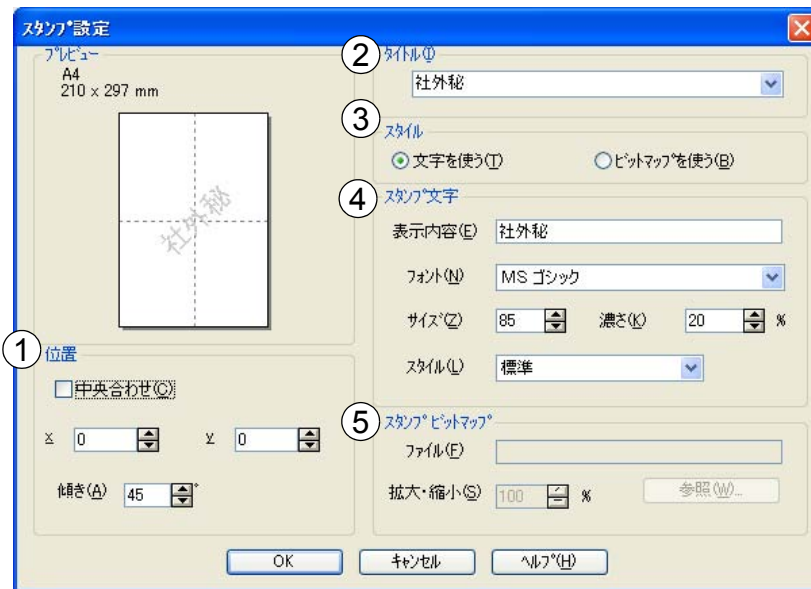 スタンプ設定
プレビュー
A4
210 x 297 mm
社外秘
① 位置
中央合わせ(C)
x 0 y 0
傾き(A) 45 °
② タイトル(I)
社外秘
③ スタイル
文字を使う(T) ビットマップを使う(B)
④ スタンプ文字
表示内容(E) 社外秘
フォント(N) MS ゴシック
サイズ(Z) 85 濃さ(K) 20 %
スタイル(L) 標準
⑤ スタンプビットマップ
ファイル(F)
拡大・縮小(S) 100 % 参照(W)...
OK キャンセル ヘルプ(H)